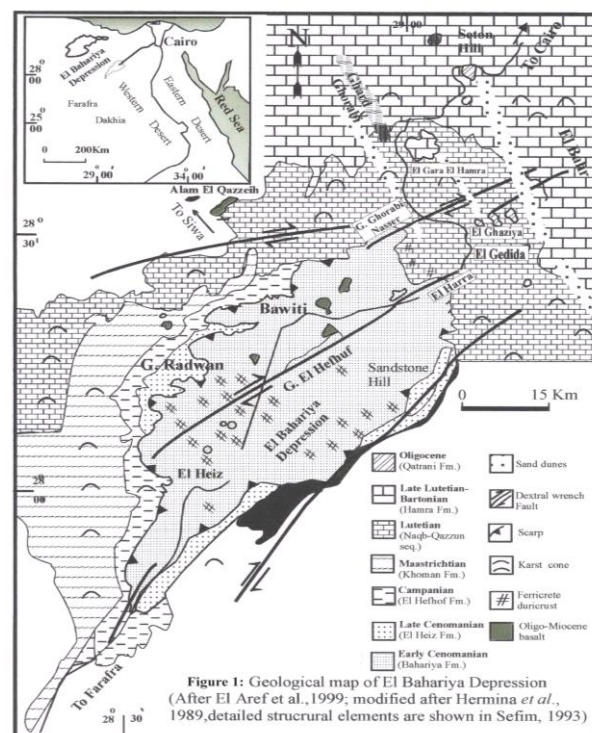 Cairo
El Bahariya
Depression
28
00
Farafra
Dakhla
Western
Desert
Eastern
Desert
Red Sea
25
00
0 200Km
29 00
34 00
Alam El Qazzeih
To Siwa
28
30'
N
29 00
Soton
Hill
To Cairo
Ghaed
Ghorabi
El Bahr
El Gara El Hamra
G. Ghorabi
Nasser
El Ghaziya
El Gedida
El Harra
Bawiti
G. Radwan
G. El Hefhuf
Sandstone
Hill
El Bahariya
Depression
El Heiz
28
00
To Farafra
28 30'
0 15 Km
Oligocene
(Qatrani Fm.)
Late Lutetian-
Bartonian
(Hamra Fm.)
Lutetian
(Naqb-Qazzun
seq.)
Maastrichtian
(Khoman Fm.)
Campanian
(El Hefhof Fm.)
Late Cenomanian
(El Heiz Fm.)
Early Cenomanian
(Bahariya Fm.)
Sand dunes
Dextral wrench
Fault
Scarp
Karst cone
Ferricrete
duricrust
Oligo-Miocene
basalt
Figure 1: Geological map of El Bahariya Depression
(After El Aref et al.,1999; modified after Hermina et al.,
1989,detailed strucrural elements are shown in Sefim, 1993)